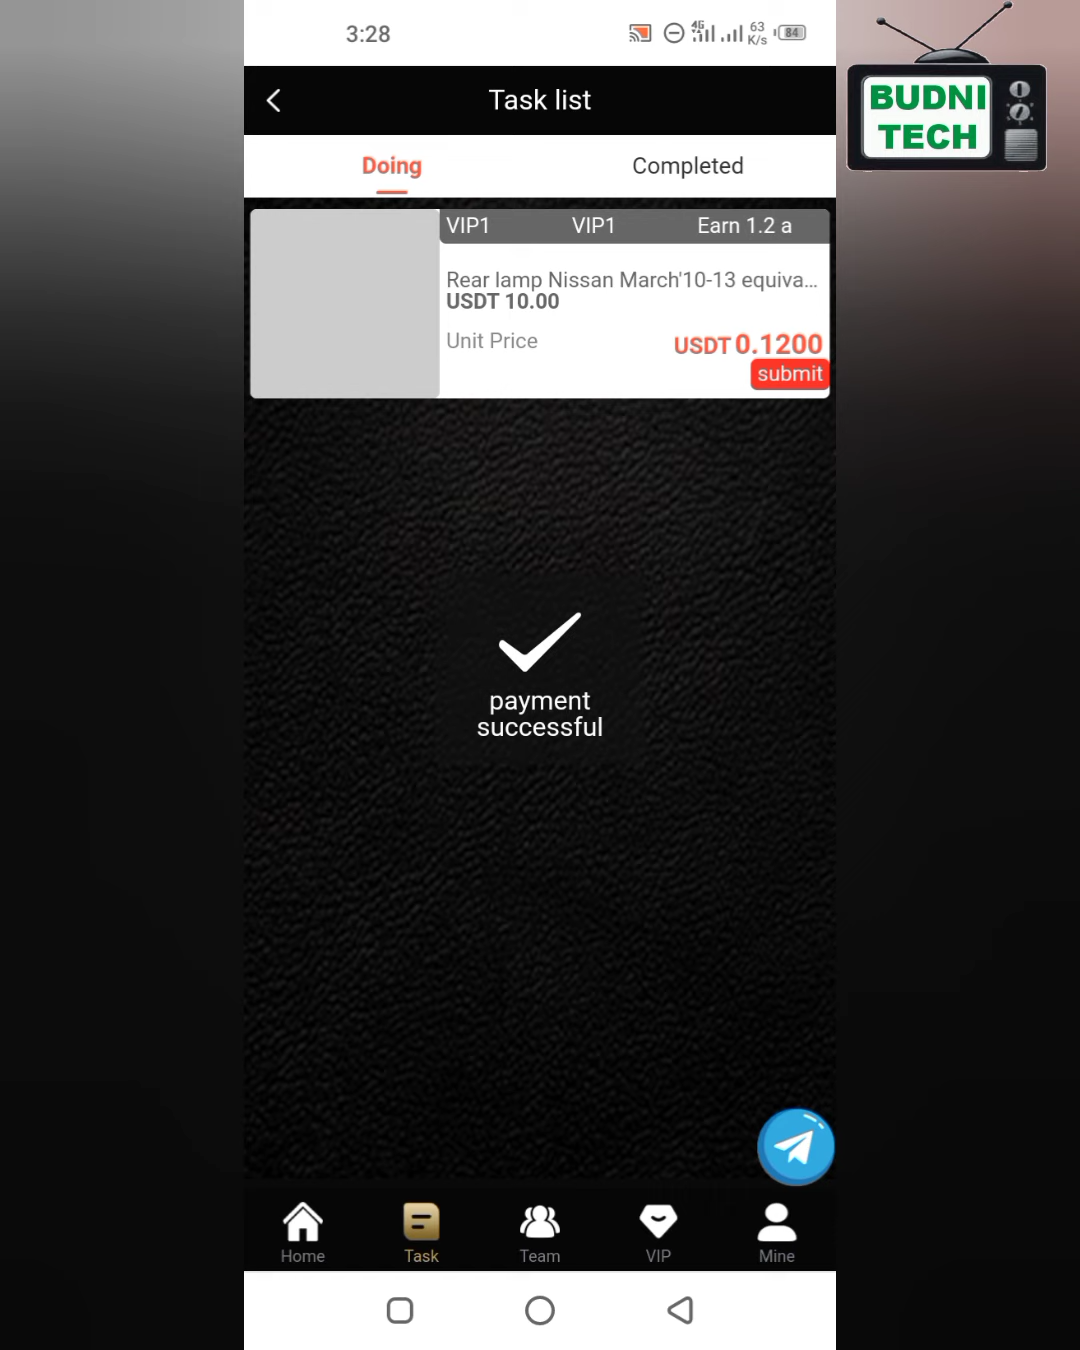 3:28
4G
63
K/s
84
BUDNI
TECH
Task list
Doing
Completed
VIP1 VIP1 Earn 1.2 a
Rear lamp Nissan March'10-13 equiva...
USDT 10.00
Unit Price
USDT 0.1200
submit
payment
successful
Home
Task
Team
VIP
Mine